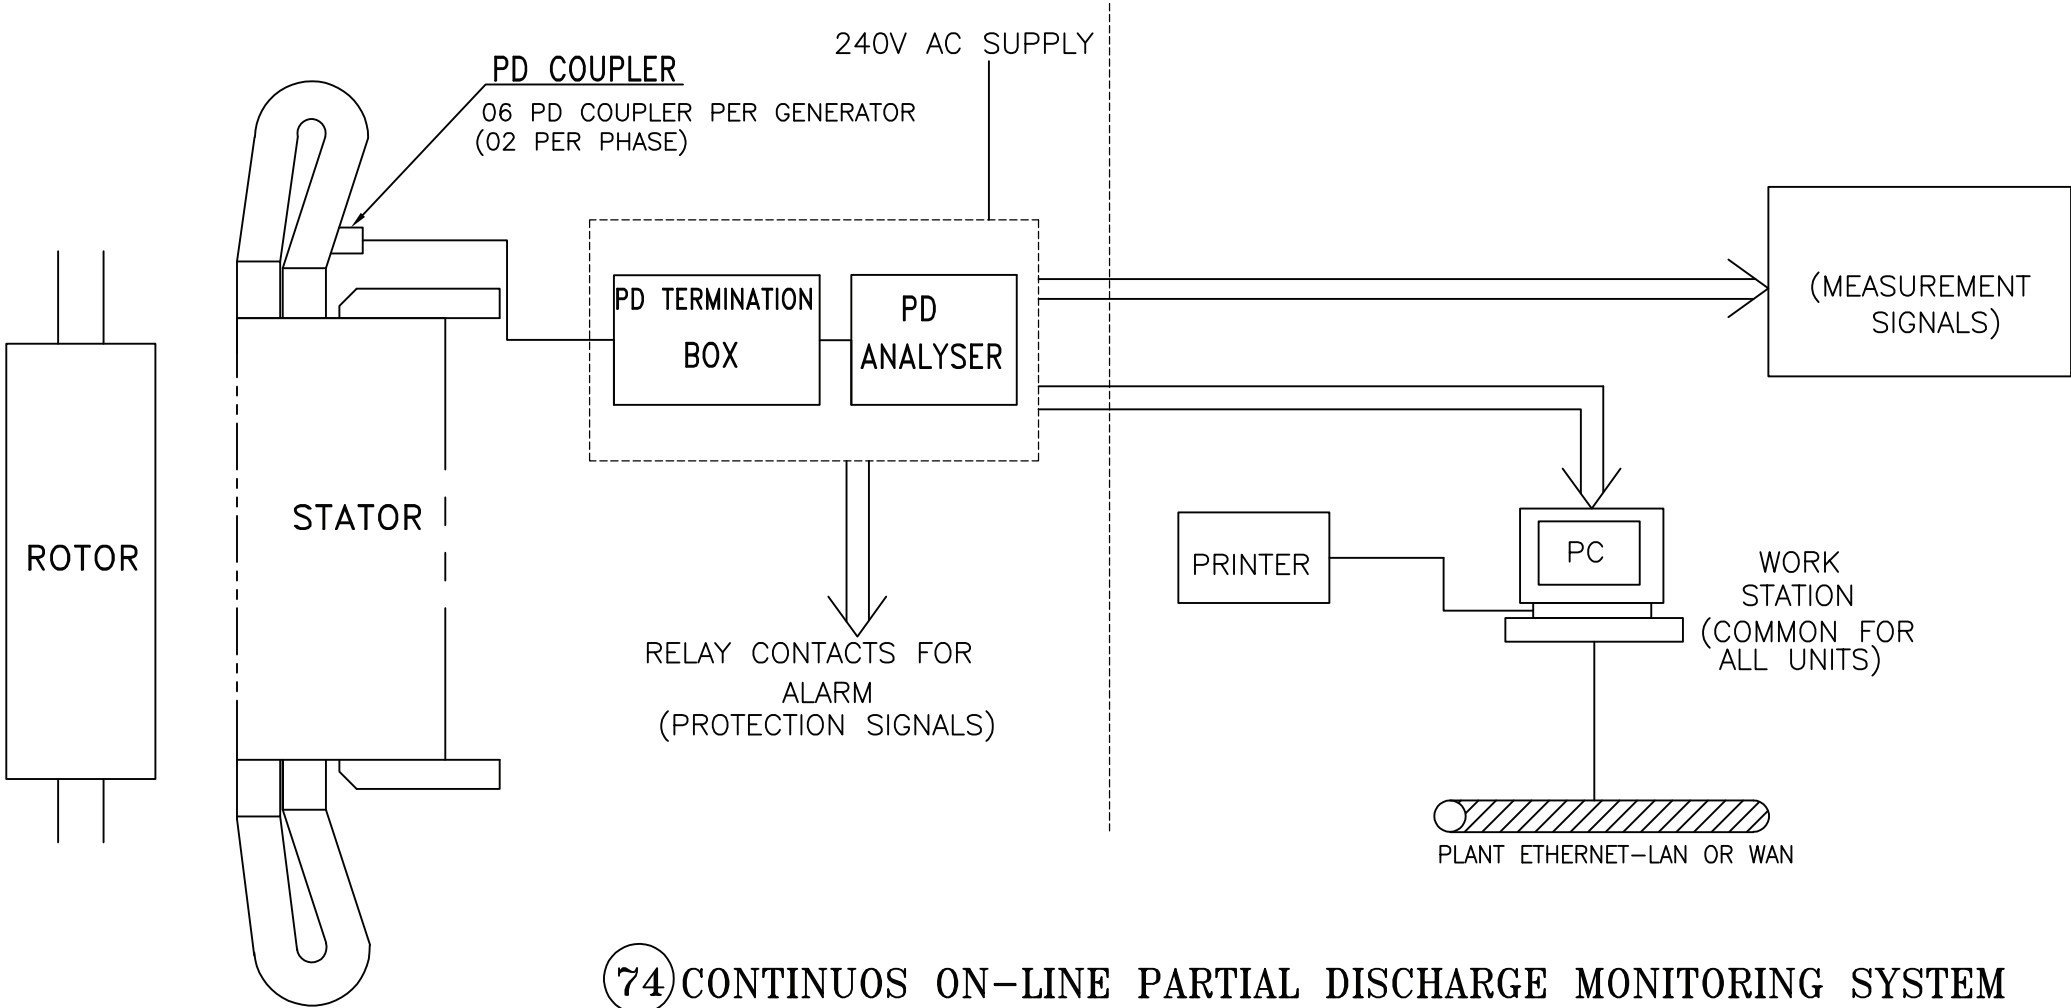 240V AC SUPPLY
PD COUPLER
06 PD COUPLER PER GENERATOR
(02 PER PHASE)
PD TERMINATION
BOX
PD
ANALYSER
(MEASUREMENT
SIGNALS)
ROTOR
STATOR
RELAY CONTACTS FOR
ALARM
(PROTECTION SIGNALS)
PRINTER
PC
WORK
STATION
(COMMON FOR
ALL UNITS)
PLANT ETHERNET-LAN OR WAN
74 CONTINUOS ON-LINE PARTIAL DISCHARGE MONITORING SYSTEM